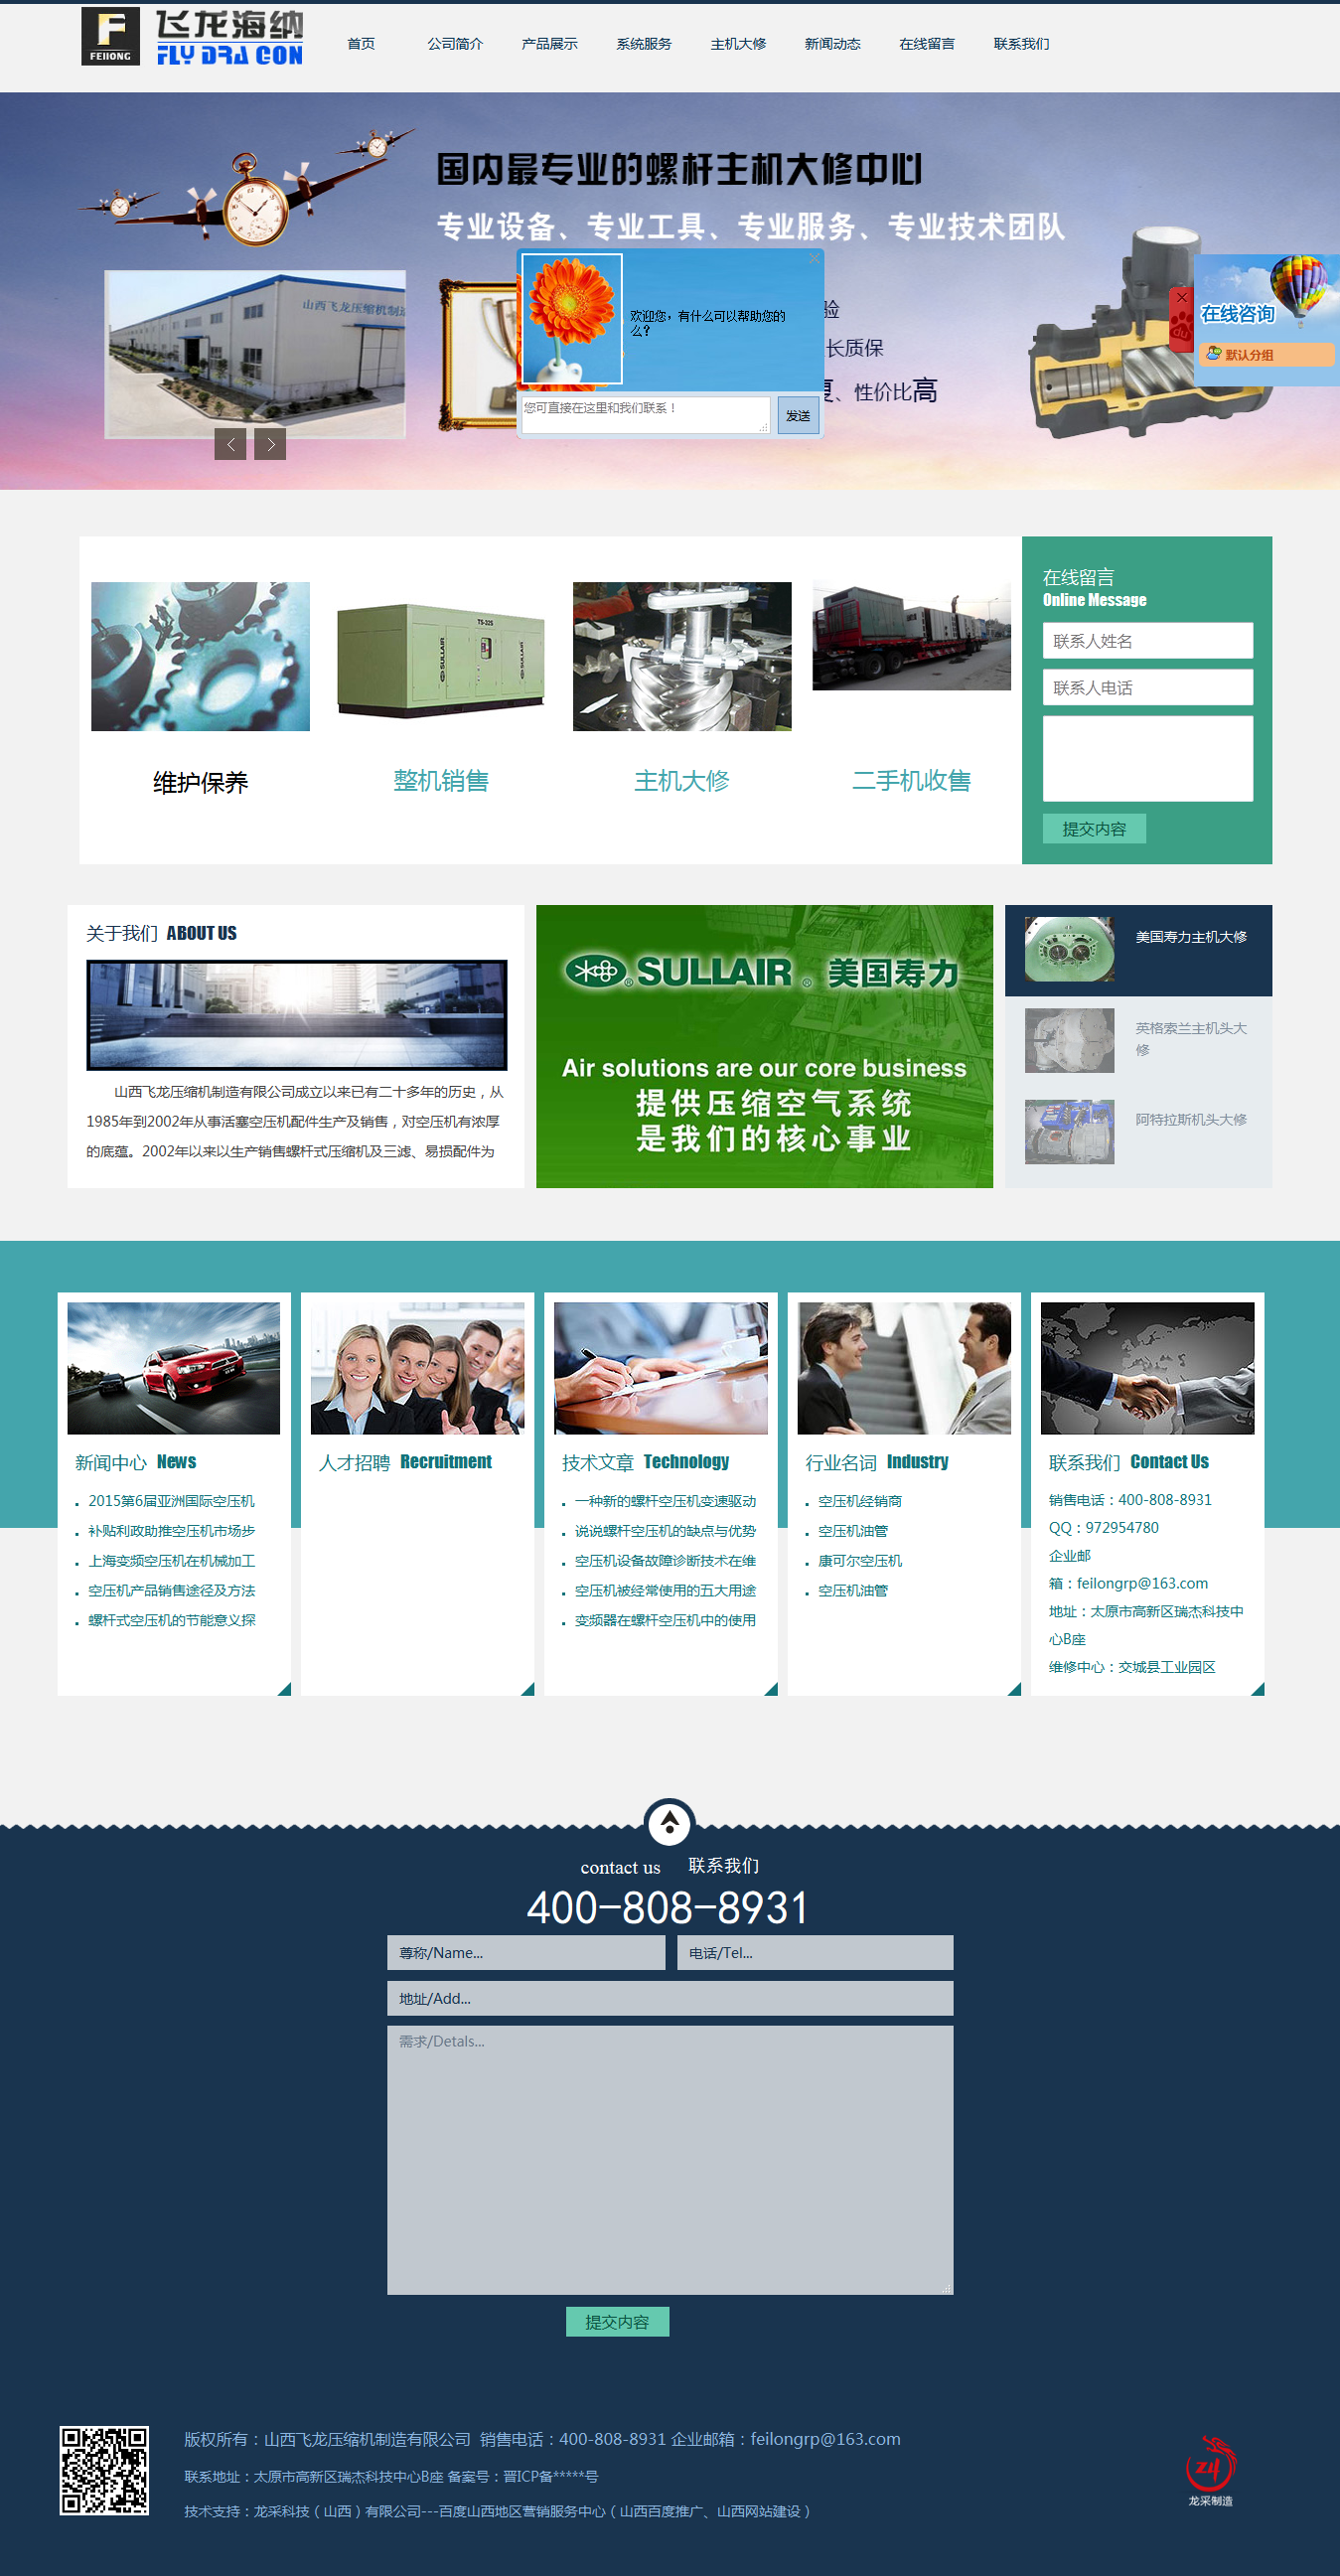 F
FEIIONG
飞龙海纳
FLY DRA GON
首页
公司简介
产品展示
系统服务
主机大修
新闻动态
在线留言
联系我们
国内最专业的螺杆主机大修中心
专业设备、专业工具、专业服务、专业技术团队
山西飞龙压缩机制造
验
长质保
、性价比高
欢迎您，有什么可以帮助您的
么？
您可直接在这里和我们联系！
发送
du
在线咨询
默认分组
TS-32S
SULLAIR
SULLAIR
维护保养
整机销售
主机大修
二手机收售
在线留言
Online Message
联系人姓名
联系人电话
提交内容
关于我们 ABOUT US
山西飞龙压缩机制造有限公司成立以来已有二十多年的历史，从
1985年到2002年从事活塞空压机配件生产及销售，对空压机有浓厚
的底蕴。2002年以来以生产销售螺杆式压缩机及三滤、易损配件为
SULLAIR® 美国寿力
Air solutions are our core business
提供压缩空气系统
是我们的核心事业
美国寿力主机大修
英格索兰主机头大
修
阿特拉斯机头大修
新闻中心 News
2015第6届亚洲国际空压机
补贴利政助推空压机市场步
上海变频空压机在机械加工
空压机产品销售途径及方法
螺杆式空压机的节能意义探
人才招聘 Recruitment
技术文章 Technology
一种新的螺杆空压机变速驱动
说说螺杆空压机的缺点与优势
空压机设备故障诊断技术在维
空压机被经常使用的五大用途
变频器在螺杆空压机中的使用
行业名词 Industry
空压机经销商
空压机油管
康可尔空压机
空压机油管
联系我们 Contact Us
销售电话：400-808-8931
QQ：972954780
企业邮
箱：feilongrp@163.com
地址：太原市高新区瑞杰科技中
心B座
维修中心：交城县工业园区
contact us 联系我们
400-808-8931
尊称/Name...
电话/Tel...
地址/Add...
需求/Detals...
提交内容
版权所有：山西飞龙压缩机制造有限公司 销售电话：400-808-8931 企业邮箱：feilongrp@163.com
联系地址：太原市高新区瑞杰科技中心B座 备案号：晋ICP备*****号
技术支持：龙采科技（山西）有限公司---百度山西地区营销服务中心（山西百度推广、山西网站建设）
龙采制造